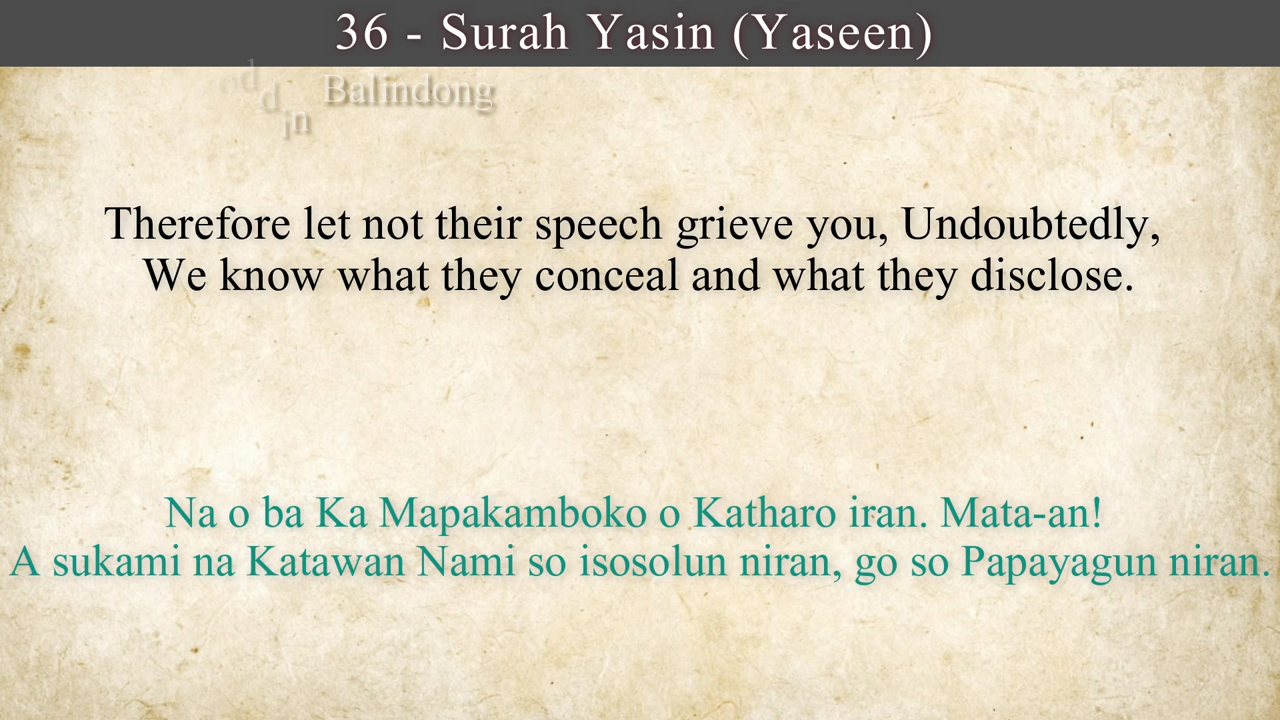 36 - Surah Yasin (Yaseen)
Balindong
Therefore let not their speech grieve you, Undoubtedly,
We know what they conceal and what they disclose.
Na o ba Ka Mapakamboko o Katharo iran. Mata-an!
A sukami na Katawan Nami so isosolun niran, go so Papayagun niran.